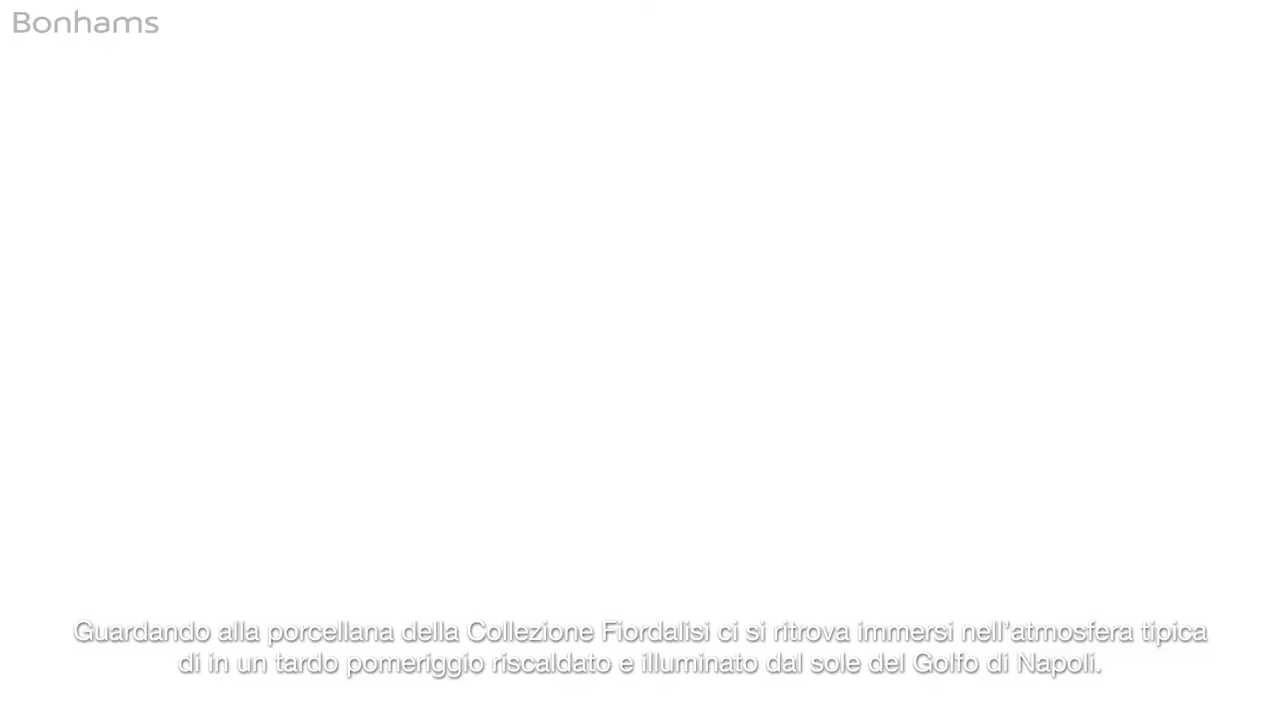 Bonhams
Guardando alla porcellana della Collezione Fiordalisi ci si ritrova immersi nell'atmosfera tipica
di in un tardo pomeriggio riscaldato e illuminato dal sole del Golfo di Napoli.